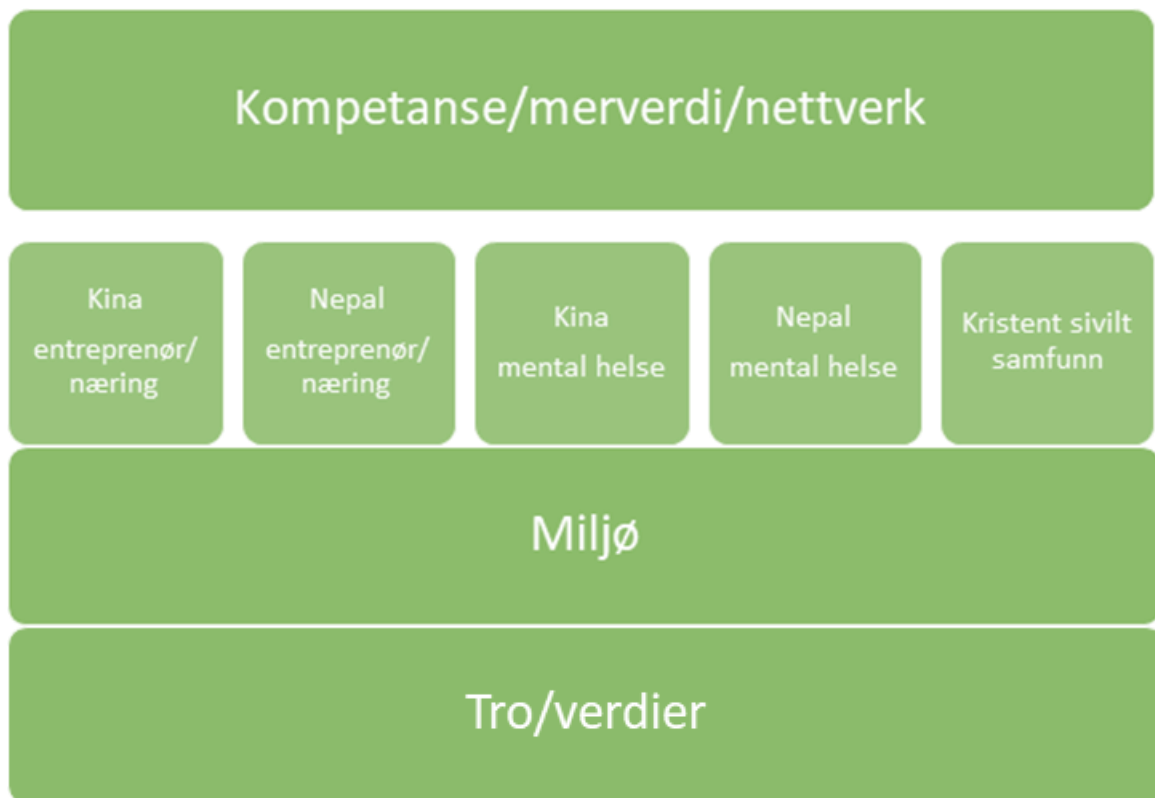 Kompetanse/merverdi/nettverk
Kina
entreprenør/
næring
Nepal
entreprenør/
næring
Kina
mental helse
Nepal
mental helse
Kristent sivilt
samfunn
Miljø
Tro/verdier